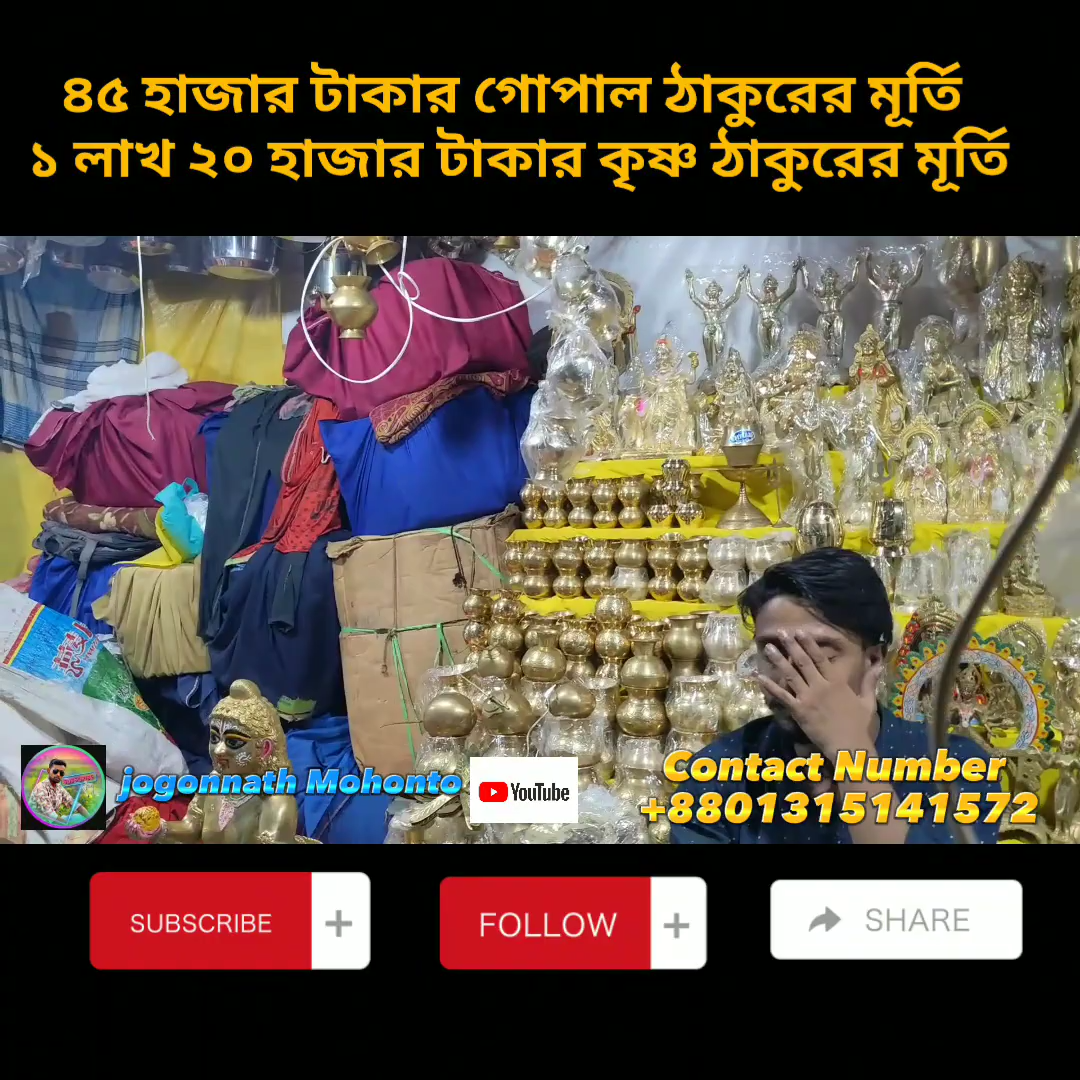 ৪৫ হাজার টাকার গোপাল ঠাকুরের মূর্তি
১ লাখ ২০ হাজার টাকার কৃষ্ণ ঠাকুরের মূর্তি
jogonnath Mohonto
YouTube
Contact Number
+8801315141572
SUBSCRIBE +
FOLLOW +
SHARE